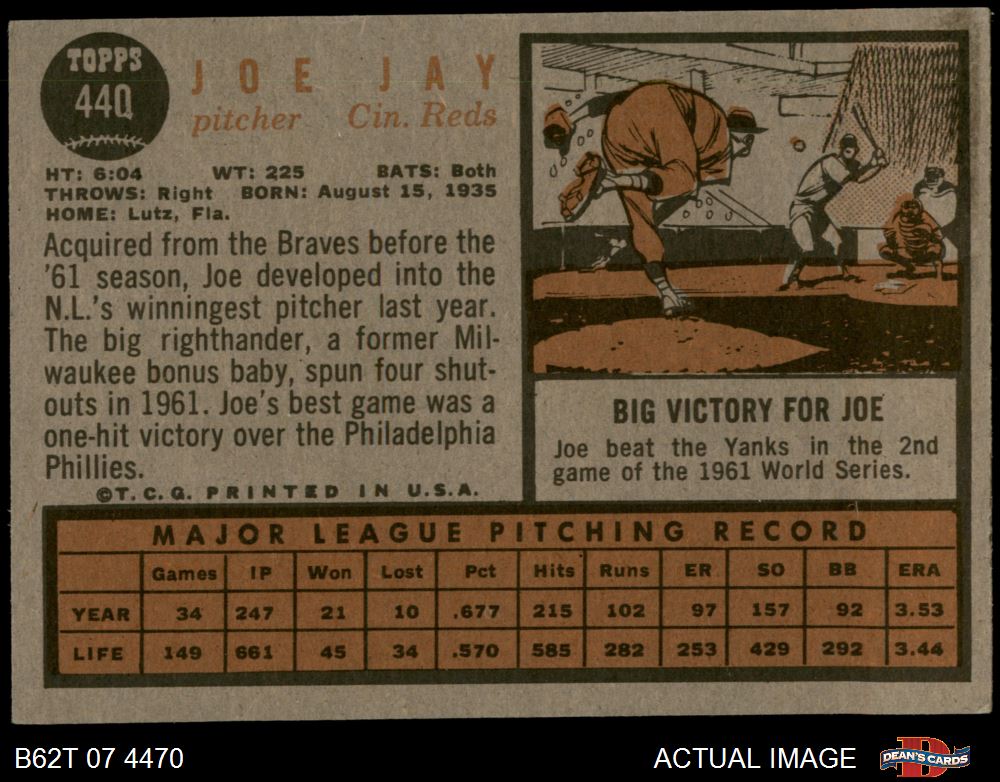 TOPPS
440
JOE JAY
pitcher Cin. Reds
HT: 6:04 WT: 225 BATS: Both
THROWS: Right BORN: August 15, 1935
HOME: Lutz, Fla.
Acquired from the Braves before the
'61 season, Joe developed into the
N.L.'s winningest pitcher last year.
The big righthander, a former Mil-
waukee bonus baby, spun four shut-
outs in 1961. Joe's best game was a
one-hit victory over the Philadelphia
Phillies.
©T.C.G. PRINTED IN U.S.A.
BIG VICTORY FOR JOE
Joe beat the Yanks in the 2nd
game of the 1961 World Series.
MAJOR LEAGUE PITCHING RECORD
Games IP Won Lost Pct Hits Runs ER SO BB ERA
YEAR 34 247 21 10 .677 215 102 97 157 92 3.53
LIFE 149 661 45 34 .570 585 282 253 429 292 3.44
B62T 07 4470 ACTUAL IMAGE DEAN'S CARDS